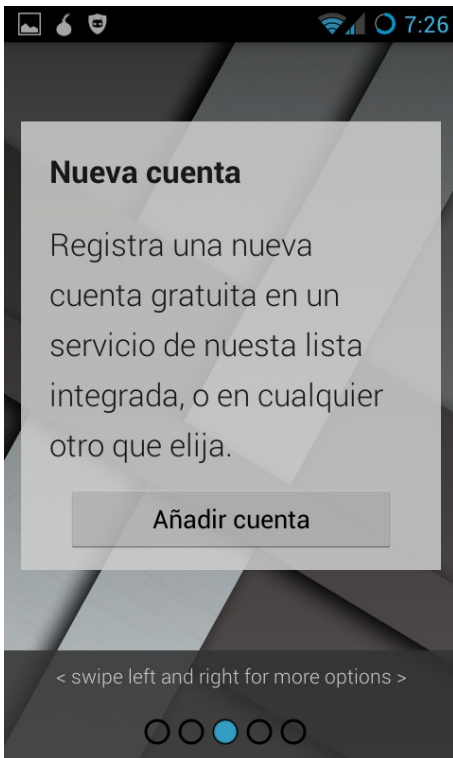 7:26
Nueva cuenta
Registra una nueva
cuenta gratuita en un
servicio de nuesta lista
integrada, o en cualquier
otro que elija.
Añadir cuenta
< swipe left and right for more options >